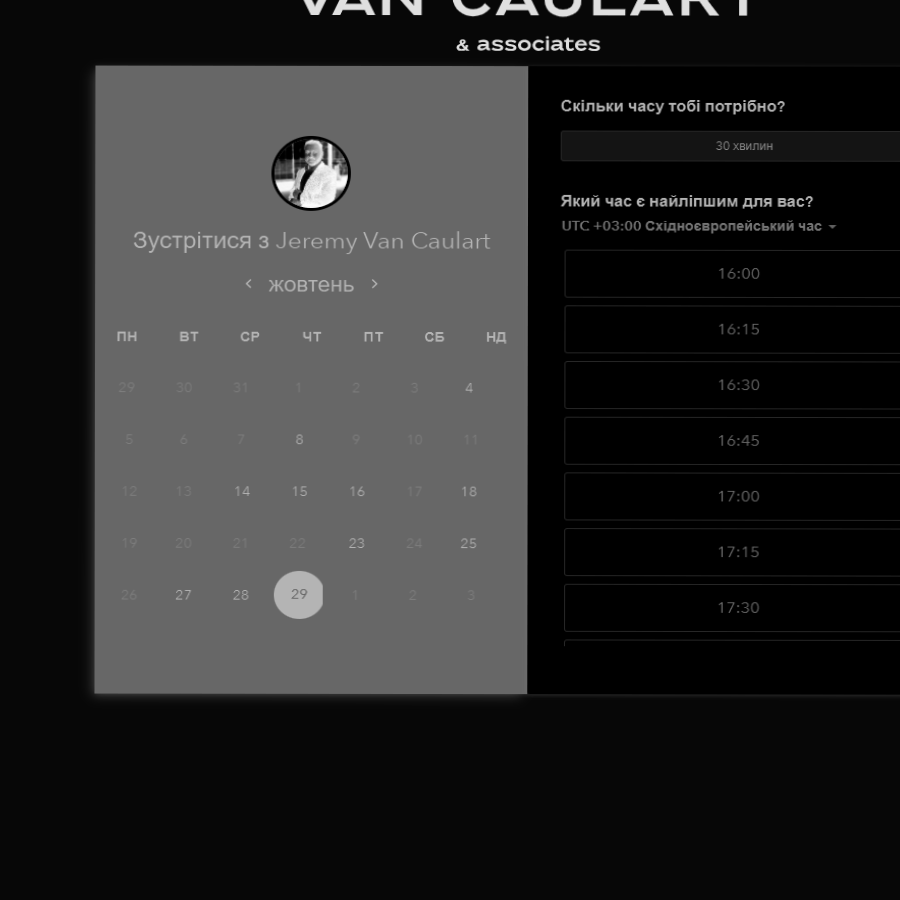 VAN CAULART
& associates
Зустрітися з Jeremy Van Caulart
жовтень
ПН ВТ СР ЧТ ПТ СБ НД
29 30 31 1 2 3 4
5 6 7 8 9 10 11
12 13 14 15 16 17 18
19 20 21 22 23 24 25
26 27 28 29 1 2 3
Скільки часу тобі потрібно?
30 хвилин
Який час є найліпшим для вас?
UTC +03:00 Східноєвропейський час
16:00
16:15
16:30
16:45
17:00
17:15
17:30